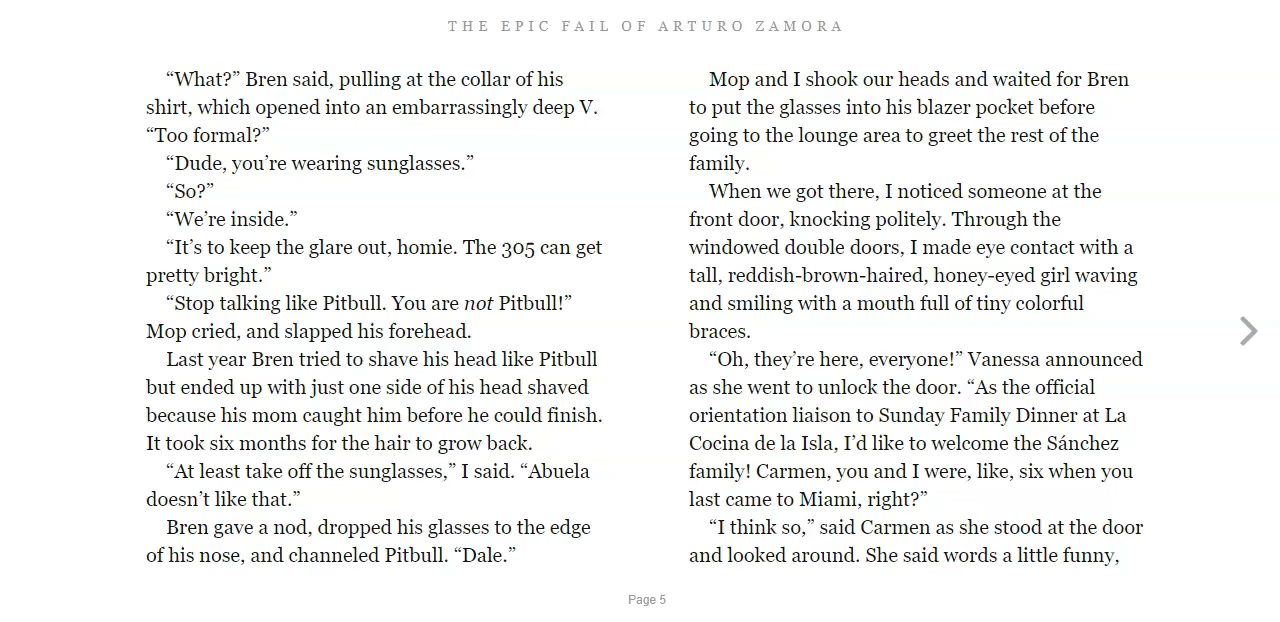 THE EPIC FAIL OF ARTURO ZAMORA
“What?” Bren said, pulling at the collar of his
shirt, which opened into an embarrassingly deep V.
“Too formal?”
“Dude, you’re wearing sunglasses.”
“So?”
“We’re inside.”
“It’s to keep the glare out, homie. The 305 can get
pretty bright.”
“Stop talking like Pitbull. You are not Pitbull!”
Mop cried, and slapped his forehead.
Last year Bren tried to shave his head like Pitbull
but ended up with just one side of his head shaved
because his mom caught him before he could finish.
It took six months for the hair to grow back.
“At least take off the sunglasses,” I said. “Abuela
doesn’t like that.”
Bren gave a nod, dropped his glasses to the edge
of his nose, and channeled Pitbull. “Dale.”
Mop and I shook our heads and waited for Bren
to put the glasses into his blazer pocket before
going to the lounge area to greet the rest of the
family.
When we got there, I noticed someone at the
front door, knocking politely. Through the
windowed double doors, I made eye contact with a
tall, reddish-brown-haired, honey-eyed girl waving
and smiling with a mouth full of tiny colorful
braces.
“Oh, they’re here, everyone!” Vanessa announced
as she went to unlock the door. “As the official
orientation liaison to Sunday Family Dinner at La
Cocina de la Isla, I’d like to welcome the Sánchez
family! Carmen, you and I were, like, six when you
last came to Miami, right?”
“I think so,” said Carmen as she stood at the door
and looked around. She said words a little funny,
Page 5